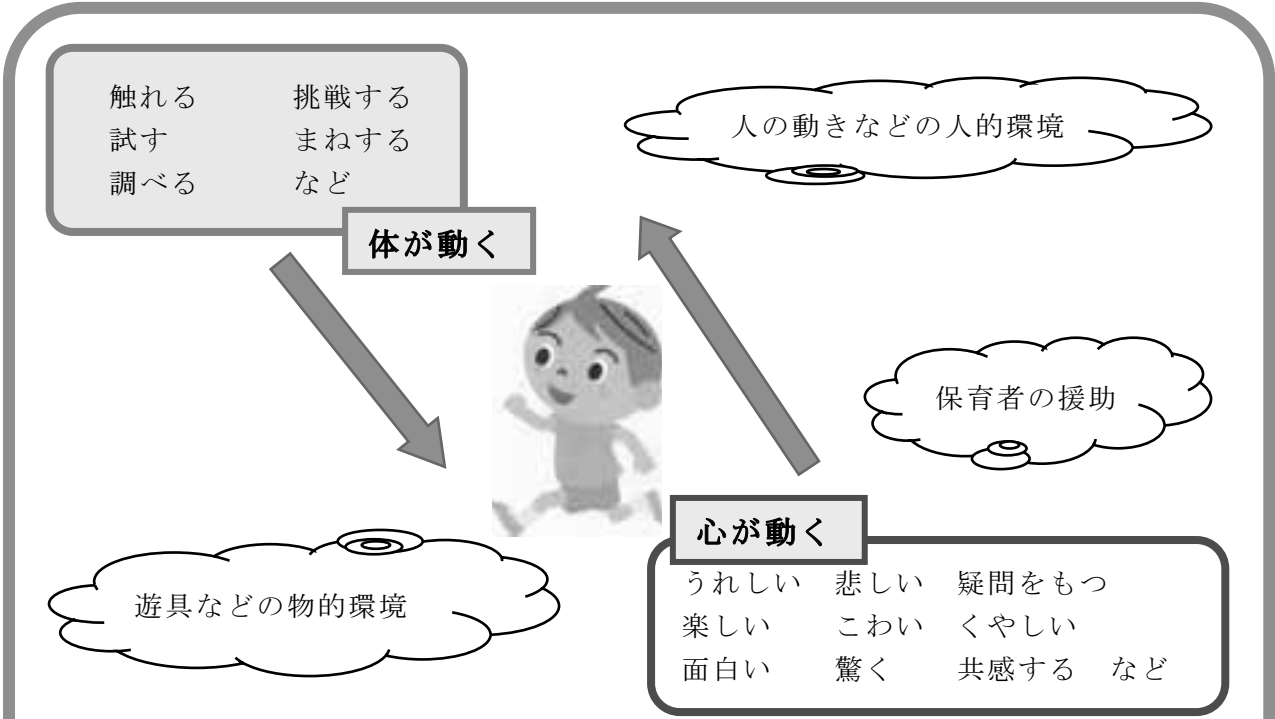 触れる 挑戦する
試す まねする
調べる など
体が動く
人の動きなどの人的環境
保育者の援助
心が動く
うれしい 悲しい 疑問をもつ
楽しい こわい くやしい
面白い 驚く 共感する など
遊具などの物的環境